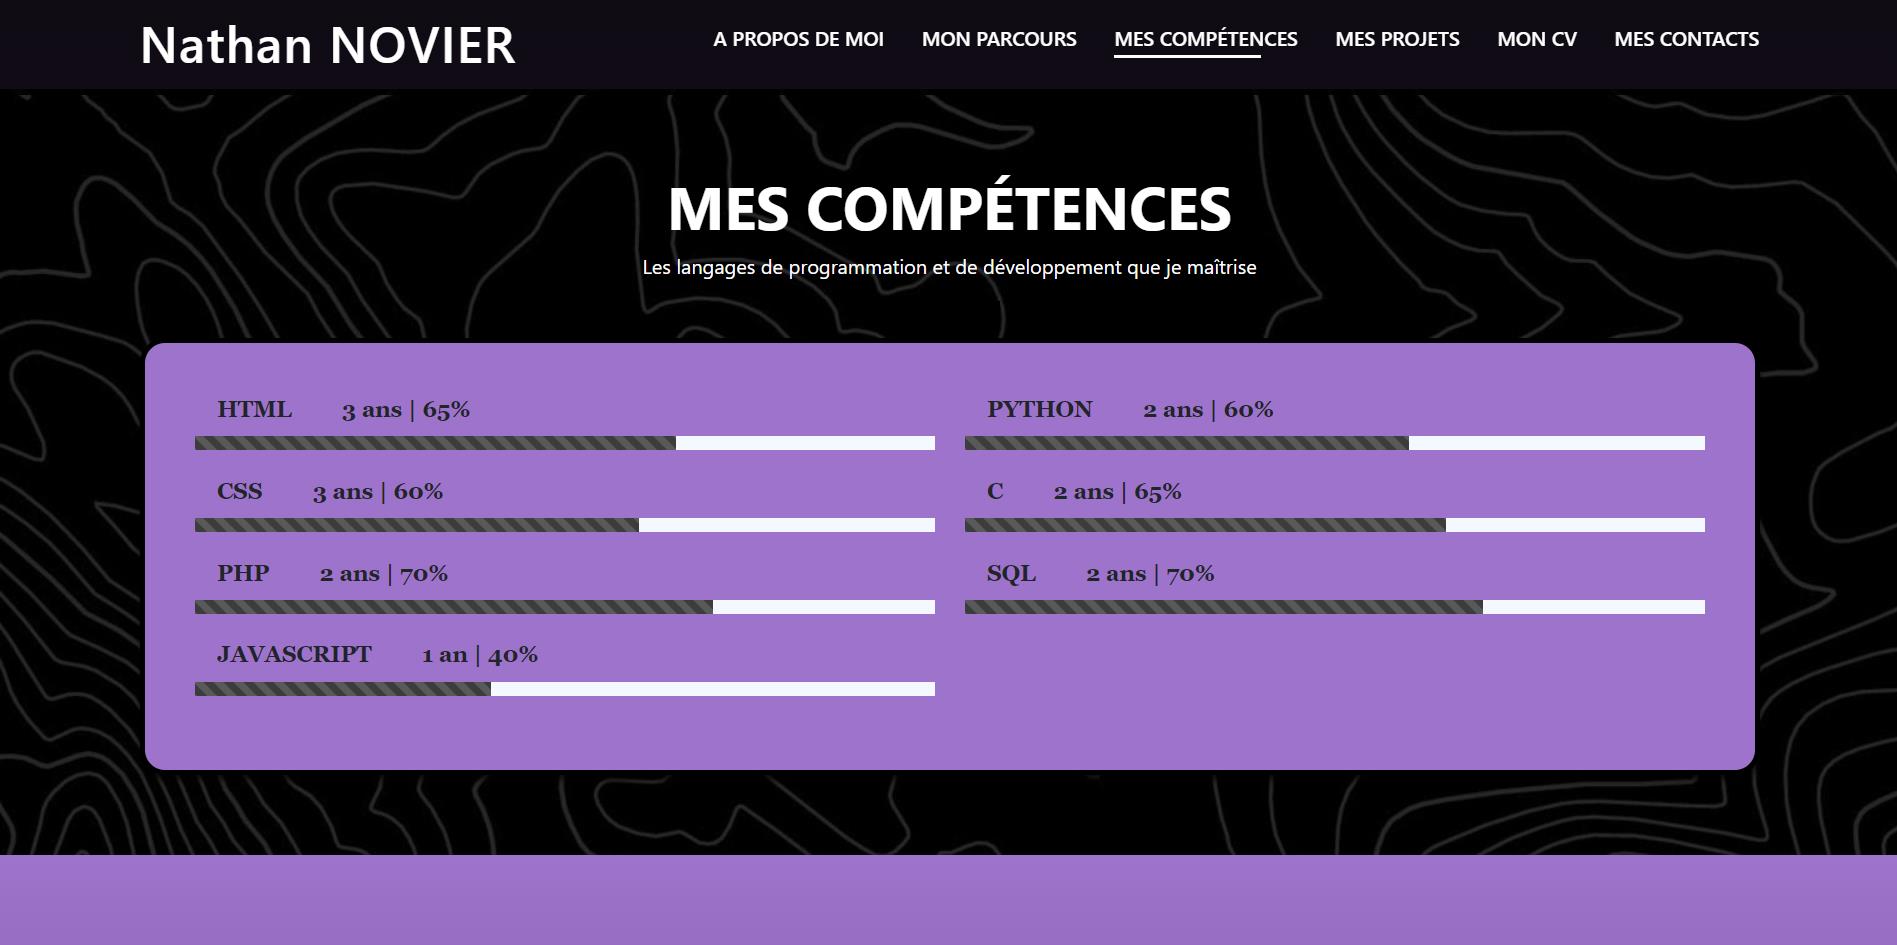 Nathan NOVIER
A PROPOS DE MOI MON PARCOURS MES COMPÉTENCES MES PROJETS MON CV MES CONTACTS
MES COMPÉTENCES
Les langages de programmation et de développement que je maîtrise
HTML 3 ans | 65%
CSS 3 ans | 60%
PHP 2 ans | 70%
JAVASCRIPT 1 an | 40%
PYTHON 2 ans | 60%
C 2 ans | 65%
SQL 2 ans | 70%